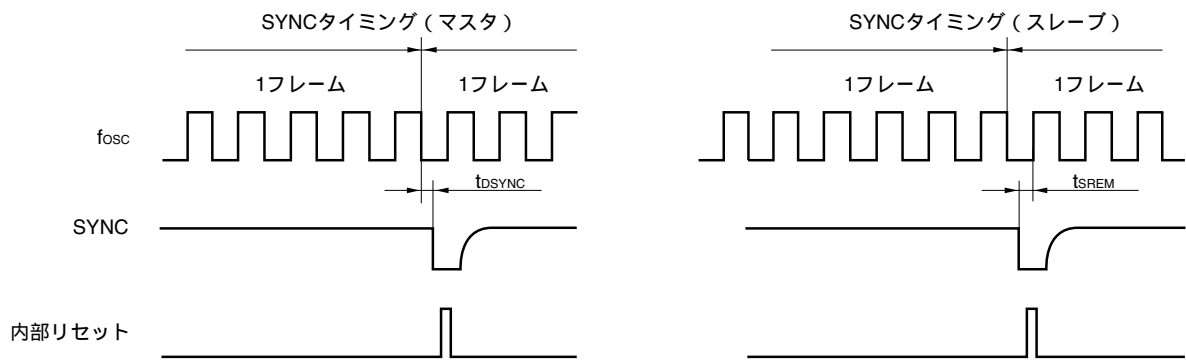 SYNCタイミング(マスタ)
1フレーム 1フレーム
fosc
tDSYNC
SYNC
内部リセット
SYNCタイミング(スレーブ)
1フレーム 1フレーム
tSREM